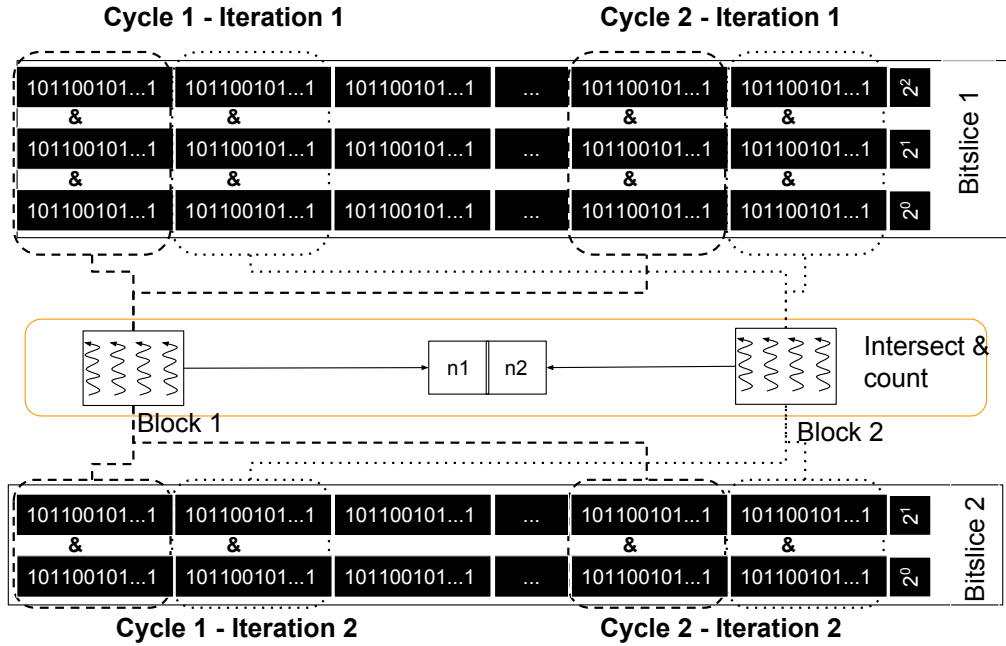 Cycle 1 - Iteration 1 Cycle 2 - Iteration 1
101100101...1 101100101...1 101100101...1 ... 101100101...1 101100101...1 2²
& & & &
101100101...1 101100101...1 101100101...1 ... 101100101...1 101100101...1 2¹
& & & &
101100101...1 101100101...1 101100101...1 ... 101100101...1 101100101...1 2⁰
Bitslice 1
Intersect &
count
n1 n2
Block 1
Block 2
101100101...1 101100101...1 101100101...1 ... 101100101...1 101100101...1 2¹
& & & &
101100101...1 101100101...1 101100101...1 ... 101100101...1 101100101...1 2⁰
Bitslice 2
Cycle 1 - Iteration 2 Cycle 2 - Iteration 2